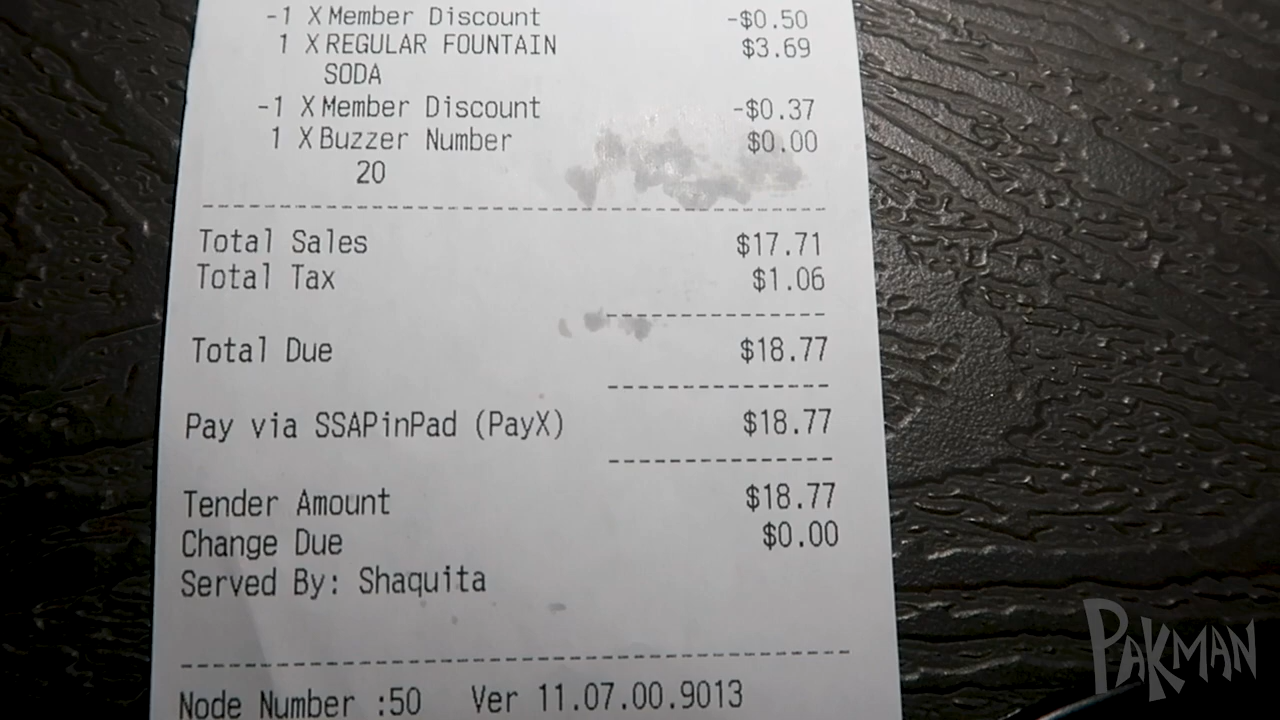 -1 X Member Discount -$0.50
1 X REGULAR FOUNTAIN $3.69
SODA
-1 X Member Discount -$0.37
1 X Buzzer Number $0.00
20
Total Sales $17.71
Total Tax $1.06
Total Due $18.77
Pay via SSAPinPad (PayX) $18.77
Tender Amount $18.77
Change Due $0.00
Served By: Shaquita
Node Number :50 Ver 11.07.00.9013
PAKMAN